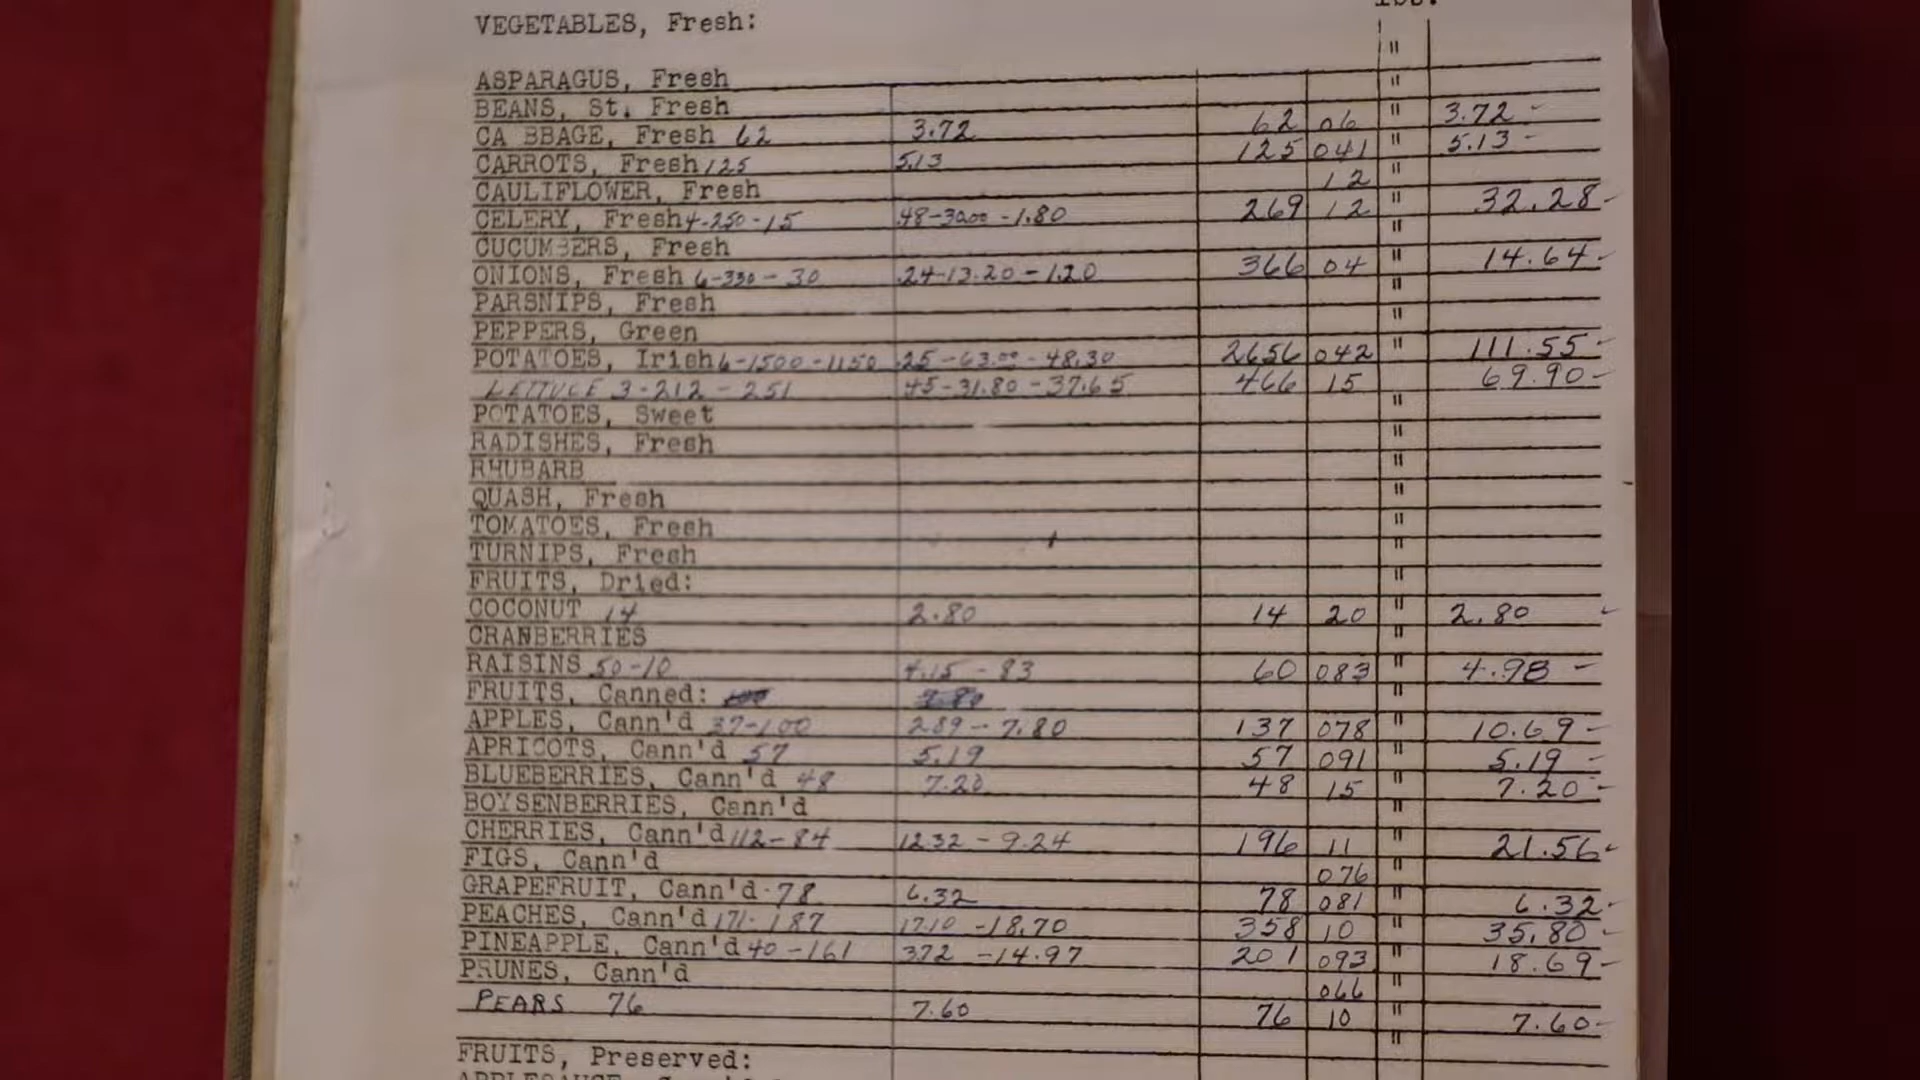 VEGETABLES, Fresh:
ASPARAGUS, Fresh "
BEANS, St. Fresh "
CABBAGE, Fresh 62 3.72 62 06 " 3.72-
CARROTS, Fresh 125 5.13 125 041 " 5.13-
CAULIFLOWER, Fresh 12 "
CELERY, Fresh 4-250-15 .48-30.00-1.80 269 12 " 32.28-
CUCUMBERS, Fresh "
ONIONS, Fresh 6-330-30 .24-13.20-1.20 366 04 " 14.64-
PARSNIPS, Fresh "
PEPPERS, Green "
POTATOES, Irish 6-1500-1150 .25-63.00-48.30 2656 042 " 111.55-
LETTUCE 3-212-251 .45-31.80-37.65 466 15 69.90-
POTATOES, Sweet "
RADISHES, Fresh "
RHUBARB "
QUASH, Fresh "
TOMATOES, Fresh "
TURNIPS, Fresh "
FRUITS, Dried: "
COCONUT 14 2.80 14 20 " 2.80
CRANBERRIES "
RAISINS 50-10 4.15-83 60 083 " 4.98-
FRUITS, Canned: "
APPLES, Cann'd 37-100 2.89-7.80 137 078 " 10.69-
APRICOTS, Cann'd 57 5.19 57 091 " 5.19-
BLUEBERRIES, Cann'd 48 7.20 48 15 " 7.20-
BOYSENBERRIES, Cann'd "
CHERRIES, Cann'd 112-84 12.32-9.24 196 11 " 21.56
FIGS, Cann'd 076 "
GRAPEFRUIT, Cann'd 78 6.32 78 081 " 6.32-
PEACHES, Cann'd 171-187 17.10-18.70 358 10 " 35.80-
PINEAPPLE, Cann'd 40-161 3.72-14.97 201 093 " 18.69-
PRUNES, Cann'd 066 "
PEARS 76 7.60 76 10 " 7.60-
FRUITS, Preserved: